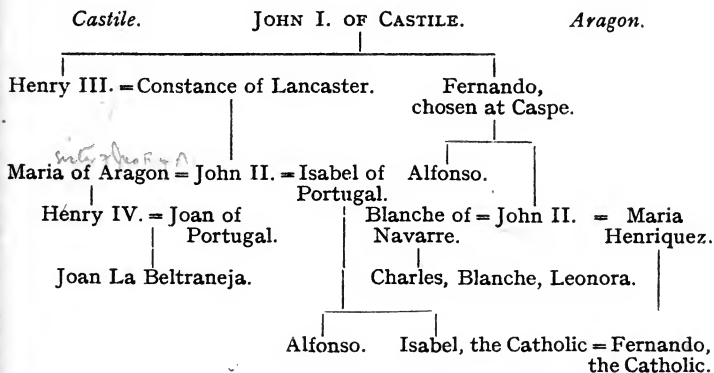 Castile. JOHN I. OF CASTILE. Aragon.
Henry III. = Constance of Lancaster. Fernando,
chosen at Caspe.
Maria of Aragon = John II. = Isabel of Portugal. Alfonso.
Henry IV. = Joan of Portugal. Blanche of Navarre. = John II. = Maria Henriquez.
Joan La Beltraneja. Charles, Blanche, Leonora.
Alfonso. Isabel, the Catholic = Fernando,
the Catholic.